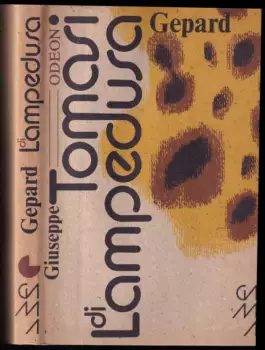 Gepard
di
Lampedusa
Giuseppe
Tomasi
ODEON
di
Lampedusa
Gepard